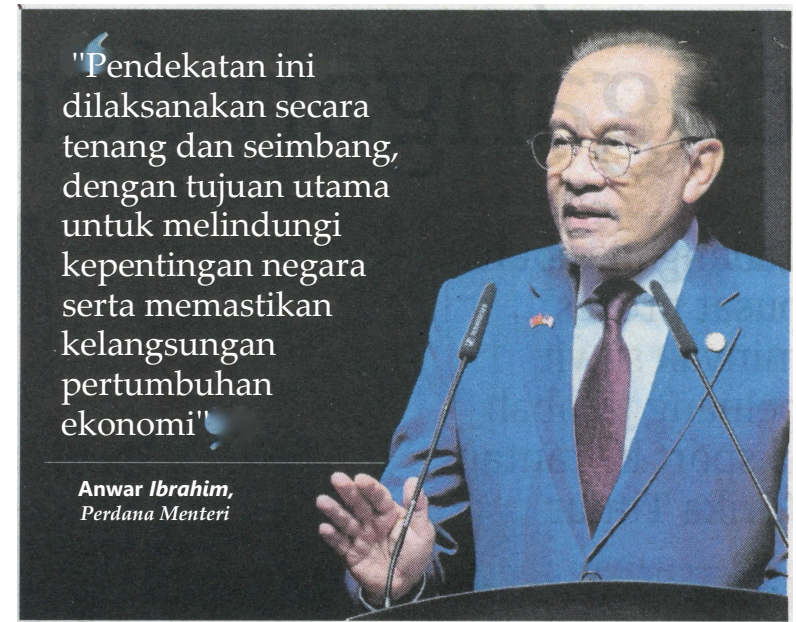 "Pendekatan ini
dilaksanakan secara
tenang dan seimbang,
dengan tujuan utama
untuk melindungi
kepentingan negara
serta memastikan
kelangsungan
pertumbuhan
ekonomi"
Anwar Ibrahim,
Perdana Menteri